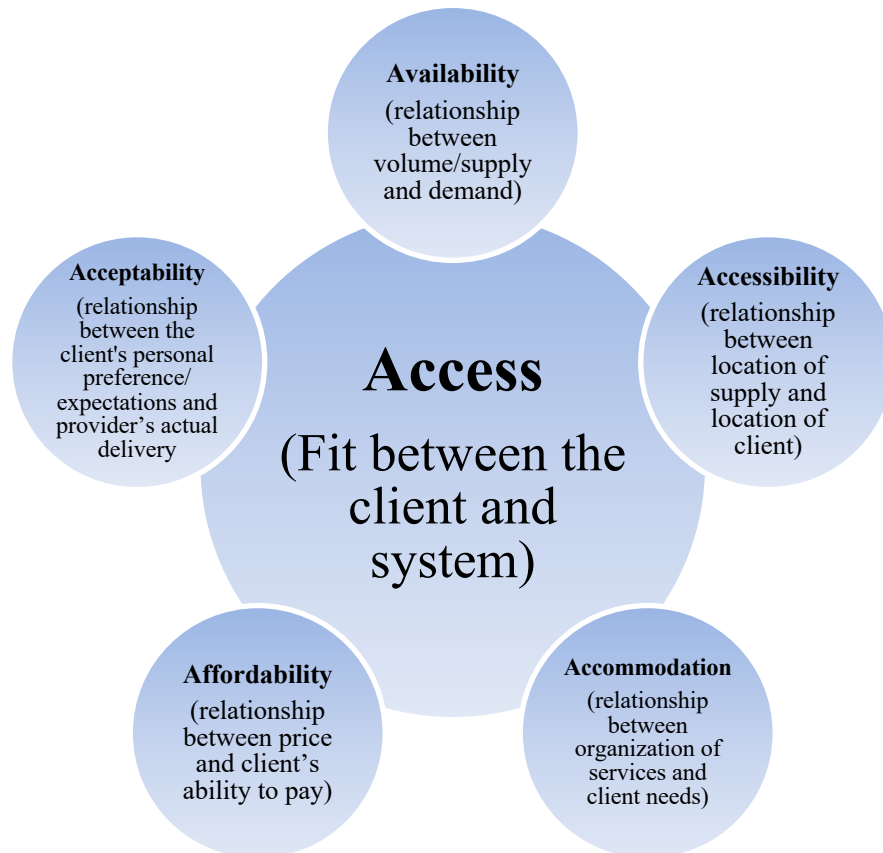 Availability
(relationship
between
volume/supply
and demand)
Acceptability
(relationship
between the
client's personal
preference/
expectations and
provider’s actual
delivery
Accessibility
(relationship
between
location of
supply and
location of
client)
Access
(Fit between the
client and
system)
Affordability
(relationship
between price
and client’s
ability to pay)
Accommodation
(relationship
between
organization of
services and
client needs)